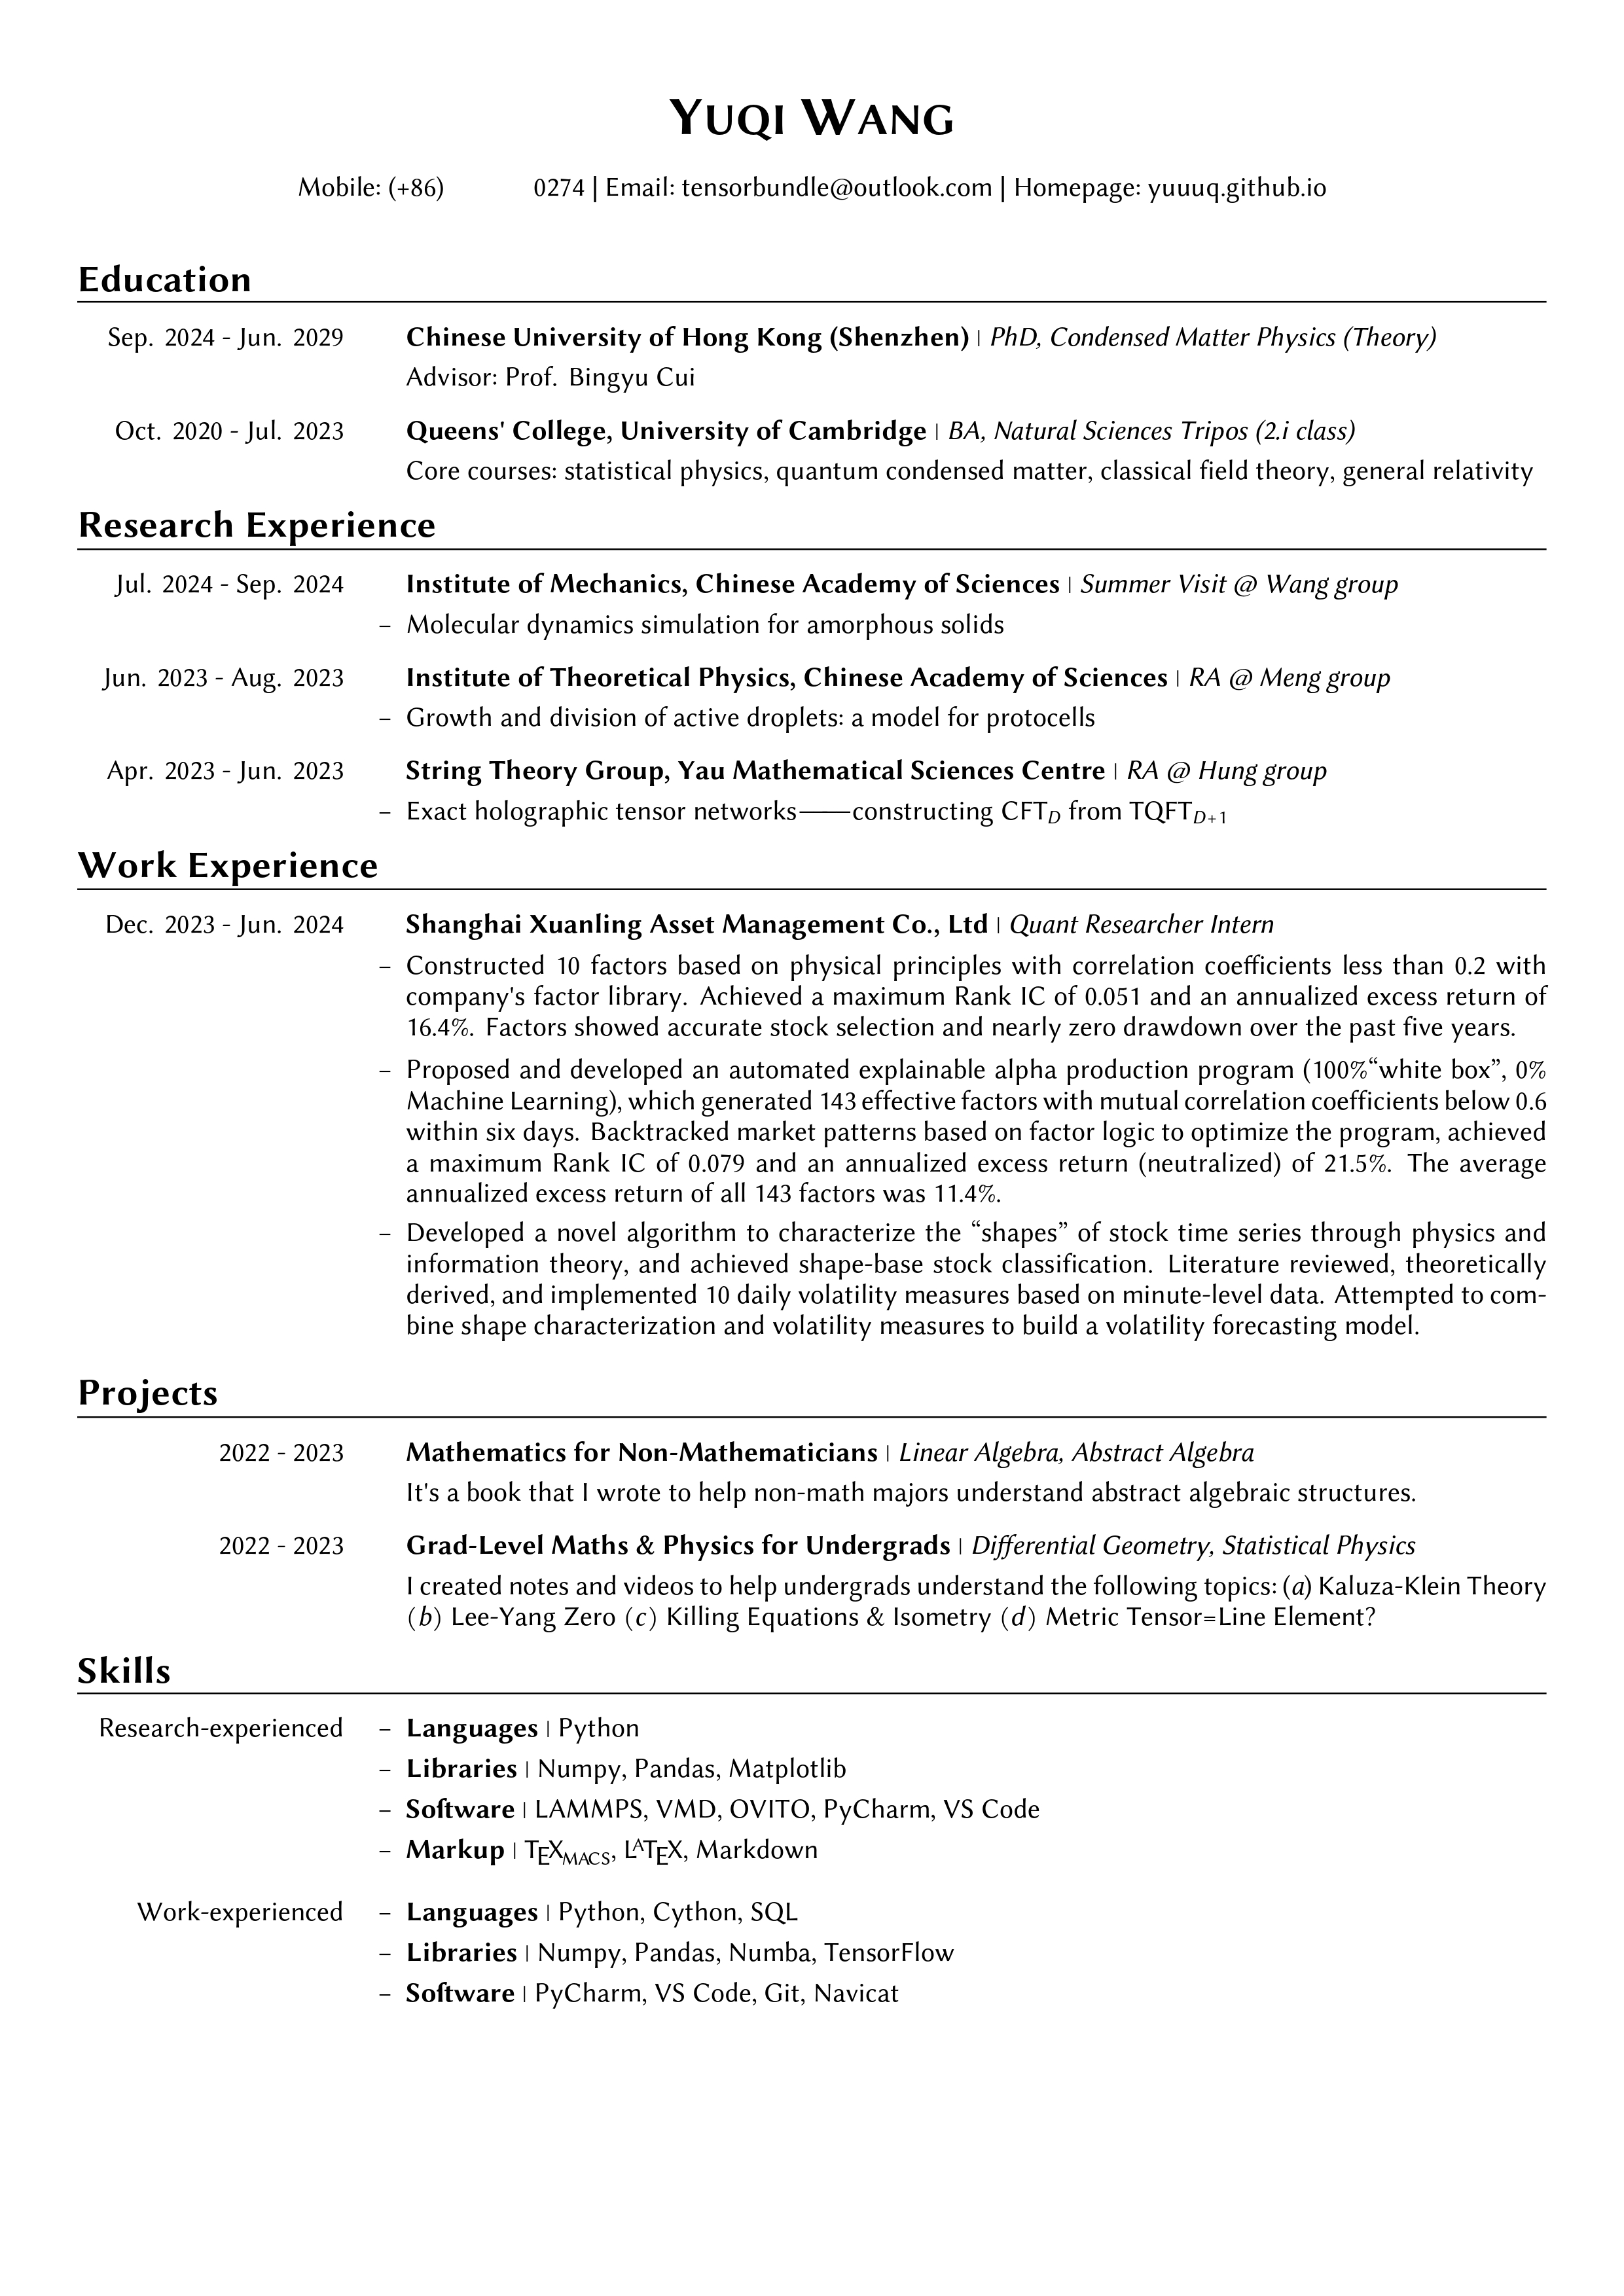 YUQI WANG
Mobile: (+86) 0274 | Email: tensorbundle@outlook.com | Homepage: yuuuq.github.io
Education
Sep. 2024 - Jun. 2029 Chinese University of Hong Kong (Shenzhen) | PhD, Condensed Matter Physics (Theory)
Advisor: Prof. Bingyu Cui
Oct. 2020 - Jul. 2023 Queens' College, University of Cambridge | BA, Natural Sciences Tripos (2.i class)
Core courses: statistical physics, quantum condensed matter, classical field theory, general relativity
Research Experience
Jul. 2024 - Sep. 2024 Institute of Mechanics, Chinese Academy of Sciences | Summer Visit @ Wang group
– Molecular dynamics simulation for amorphous solids
Jun. 2023 - Aug. 2023 Institute of Theoretical Physics, Chinese Academy of Sciences | RA @ Meng group
– Growth and division of active droplets: a model for protocells
Apr. 2023 - Jun. 2023 String Theory Group, Yau Mathematical Sciences Centre | RA @ Hung group
– Exact holographic tensor networks——constructing CFT_D from TQFT_{D+1}
Work Experience
Dec. 2023 - Jun. 2024 Shanghai Xuanling Asset Management Co., Ltd | Quant Researcher Intern
– Constructed 10 factors based on physical principles with correlation coefficients less than 0.2 with
company's factor library. Achieved a maximum Rank IC of 0.051 and an annualized excess return of
16.4%. Factors showed accurate stock selection and nearly zero drawdown over the past five years.
– Proposed and developed an automated explainable alpha production program (100%“white box”, 0%
Machine Learning), which generated 143 effective factors with mutual correlation coefficients below 0.6
within six days. Backtracked market patterns based on factor logic to optimize the program, achieved
a maximum Rank IC of 0.079 and an annualized excess return (neutralized) of 21.5%. The average
annualized excess return of all 143 factors was 11.4%.
– Developed a novel algorithm to characterize the “shapes” of stock time series through physics and
information theory, and achieved shape-base stock classification. Literature reviewed, theoretically
derived, and implemented 10 daily volatility measures based on minute-level data. Attempted to com-
bine shape characterization and volatility measures to build a volatility forecasting model.
Projects
2022 - 2023 Mathematics for Non-Mathematicians | Linear Algebra, Abstract Algebra
It's a book that I wrote to help non-math majors understand abstract algebraic structures.
2022 - 2023 Grad-Level Maths & Physics for Undergrads | Differential Geometry, Statistical Physics
I created notes and videos to help undergrads understand the following topics: (a) Kaluza-Klein Theory
(b) Lee-Yang Zero (c) Killing Equations & Isometry (d) Metric Tensor=Line Element?
Skills
Research-experienced – Languages | Python
– Libraries | Numpy, Pandas, Matplotlib
– Software | LAMMPS, VMD, OVITO, PyCharm, VS Code
– Markup | TEXMACS, LATEX, Markdown
Work-experienced – Languages | Python, Cython, SQL
– Libraries | Numpy, Pandas, Numba, TensorFlow
– Software | PyCharm, VS Code, Git, Navicat